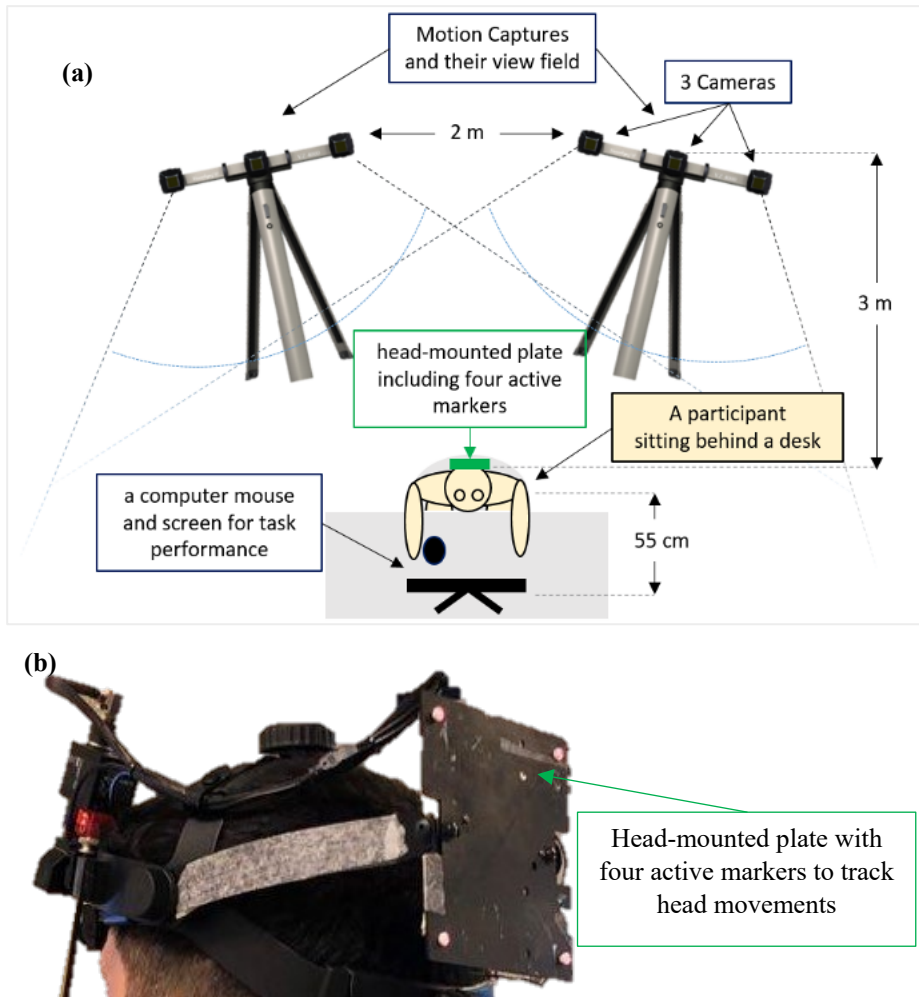 (a)
Motion Captures
and their view field
3 Cameras
2 m
3 m
head-mounted plate
including four active
markers
A participant
sitting behind a desk
a computer mouse
and screen for task
performance
55 cm
(b)
Head-mounted plate with
four active markers to track
head movements